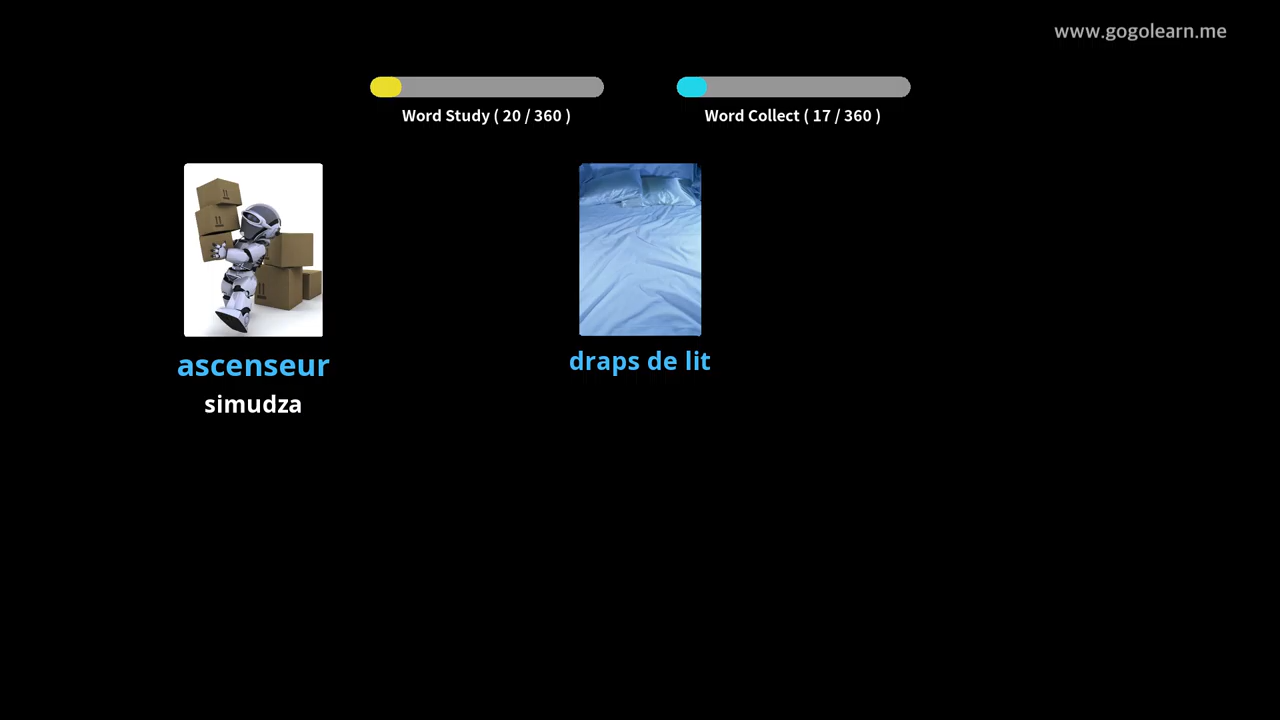 www.gogolearn.me
Word Study ( 20 / 360 )
Word Collect ( 17 / 360 )
ascenseur
simudza
draps de lit